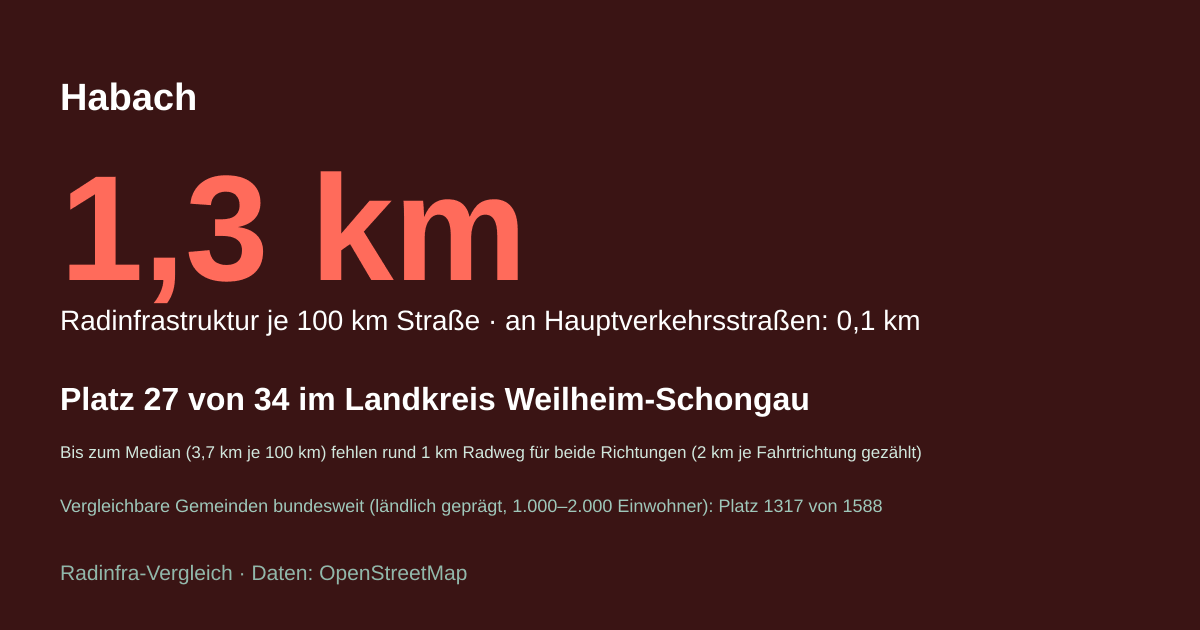 Habach
1,3 km
Radinfrastruktur je 100 km Straße · an Hauptverkehrsstraßen: 0,1 km
Platz 27 von 34 im Landkreis Weilheim-Schongau
Bis zum Median (3,7 km je 100 km) fehlen rund 1 km Radweg für beide Richtungen (2 km je Fahrtrichtung gezählt)
Vergleichbare Gemeinden bundesweit (ländlich geprägt, 1.000–2.000 Einwohner): Platz 1317 von 1588
Radinfra-Vergleich · Daten: OpenStreetMap